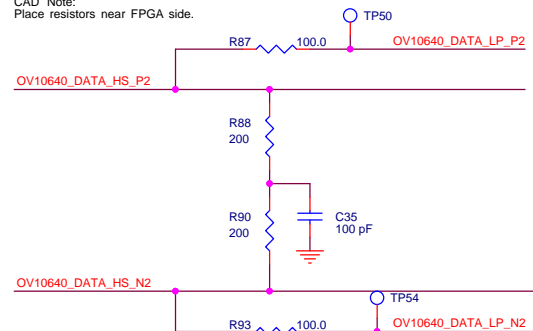 CAD Note:
Place resistors near FPGA side.
TP50
R87 100.0 OV10640_DATA_LP_P2
OV10640_DATA_HS_P2
R88
200
R90
200
C35
100 pF
OV10640_DATA_HS_N2
TP54
R93 100.0 OV10640_DATA_LP_N2